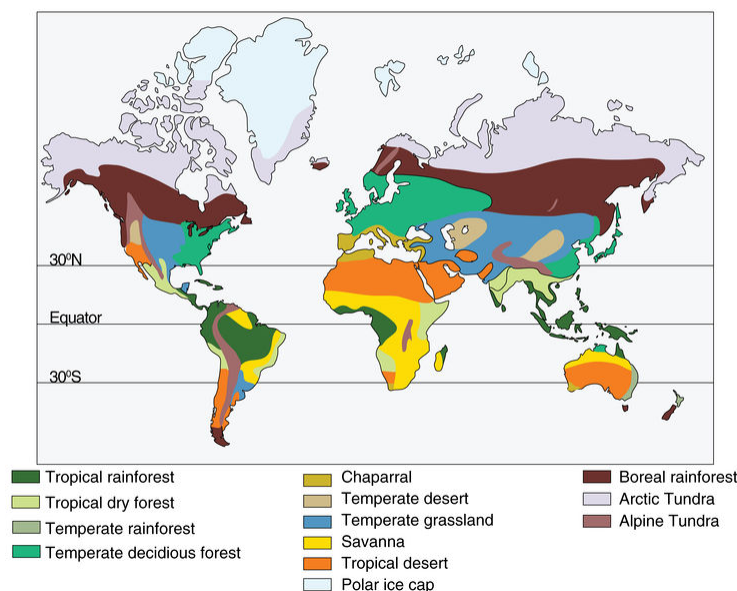 30ºN
Equator
30ºS
Tropical rainforest
Tropical dry forest
Temperate rainforest
Temperate decidious forest
Chaparral
Temperate desert
Temperate grassland
Savanna
Tropical desert
Polar ice cap
Boreal rainforest
Arctic Tundra
Alpine Tundra